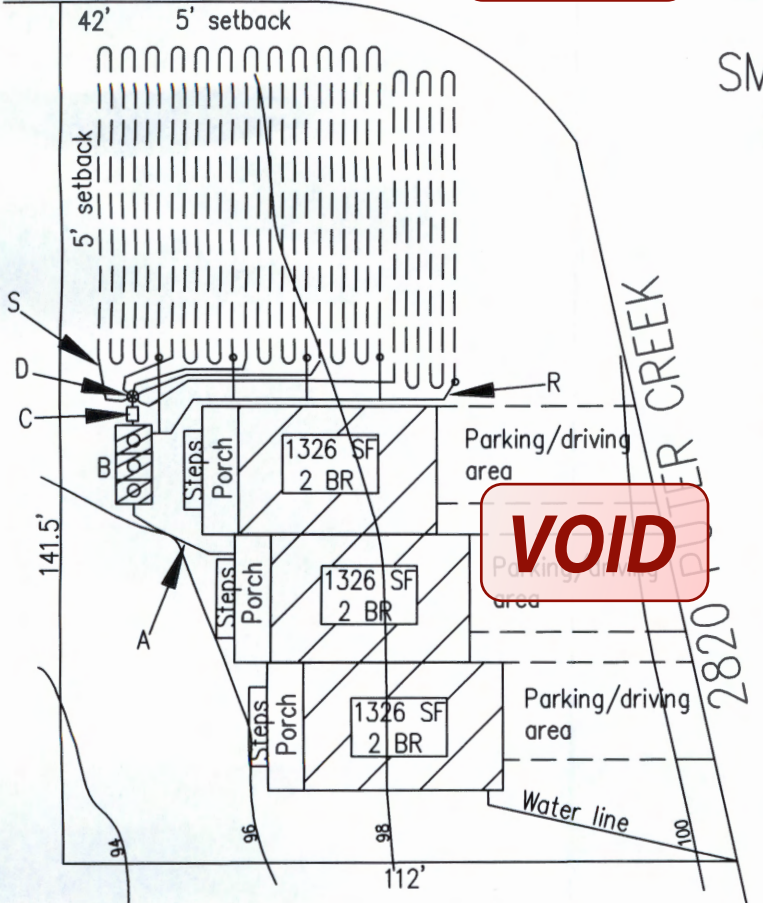 42' 5' setback
SM
5' setback
S
D
C
B
R
1326 SF
2 BR
Steps
Porch
Parking/driving
area
141.5'
VOID
1326 SF
2 BR
Steps
Porch
Parking/driving
area
A
1326 SF
2 BR
Steps
Porch
Parking/driving
area
2820 CREEK
Water line
94
96
98
100
112'